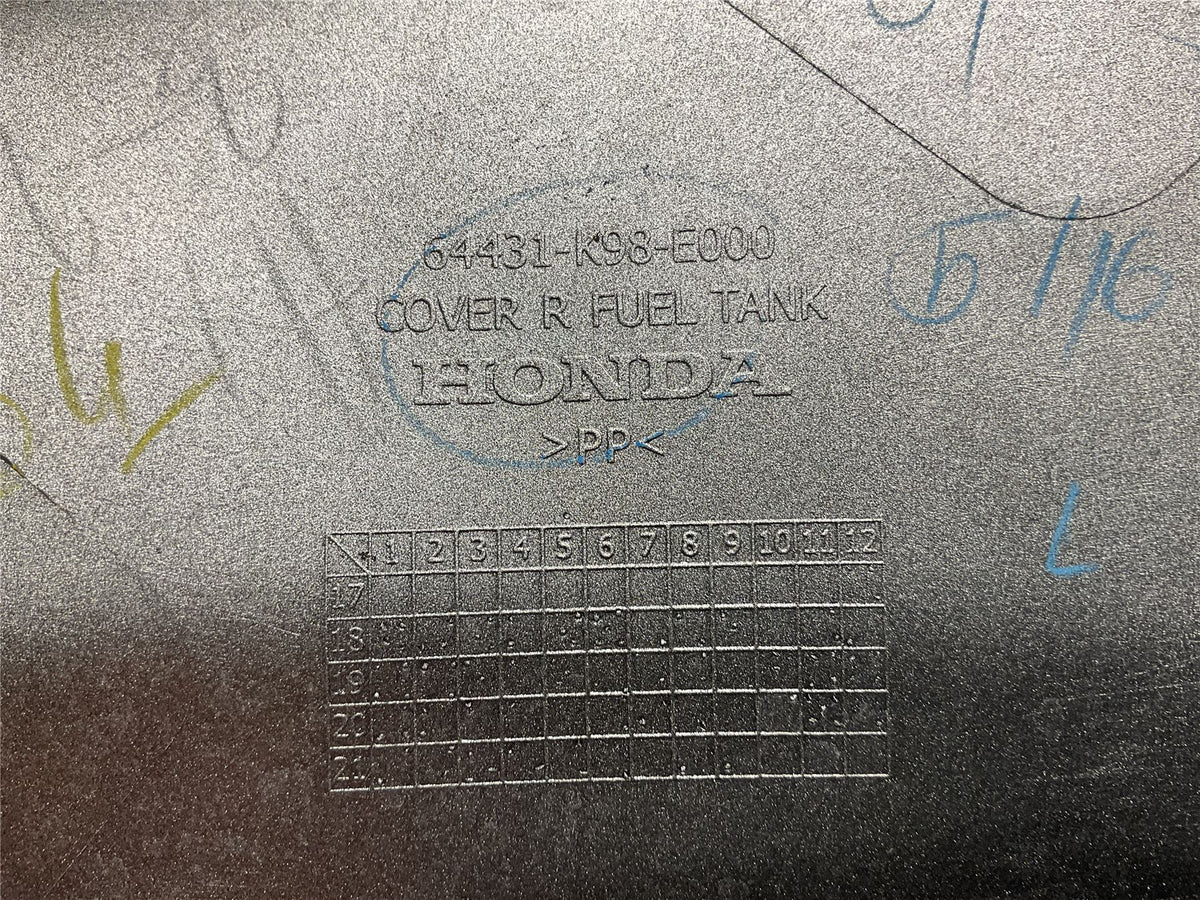 64431-K98-E000
COVER R FUEL TANK
HONDA
>PP<
1 2 3 4 5 6 7 8 9 10 11 12
17
18
19
20
21
Б/у
L